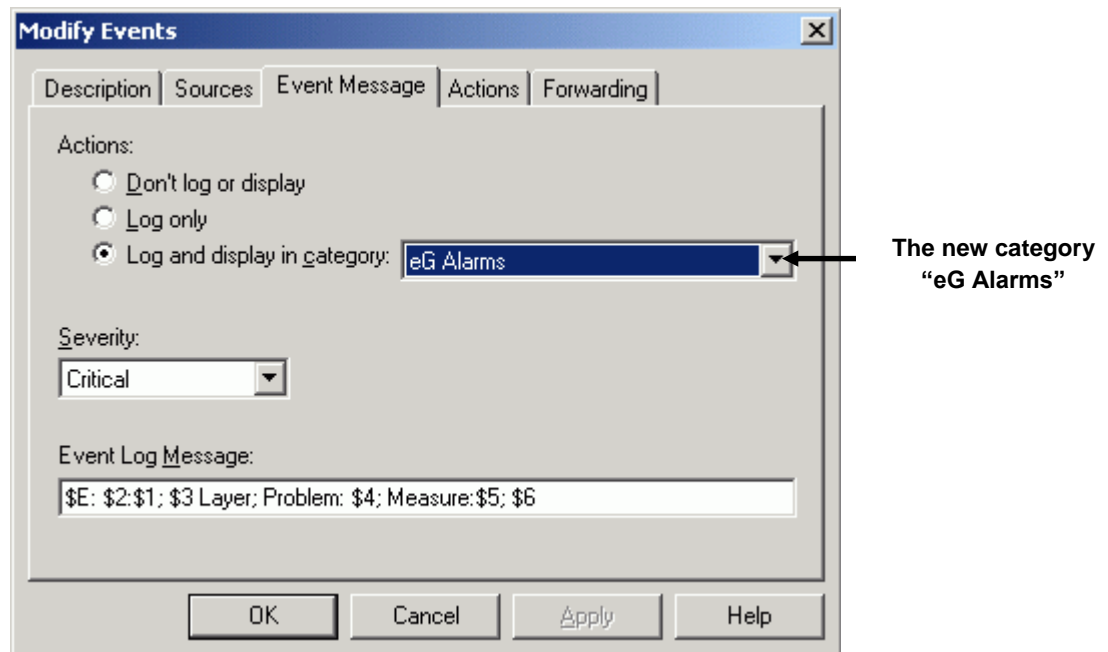 Modify Events
Description Sources Event Message Actions Forwarding
Actions:
Don't log or display
Log only
Log and display in category: eG Alarms
The new category
“eG Alarms”
Severity:
Critical
Event Log Message:
$E: $2:$1; $3 Layer; Problem: $4; Measure:$5; $6
OK Cancel Apply Help